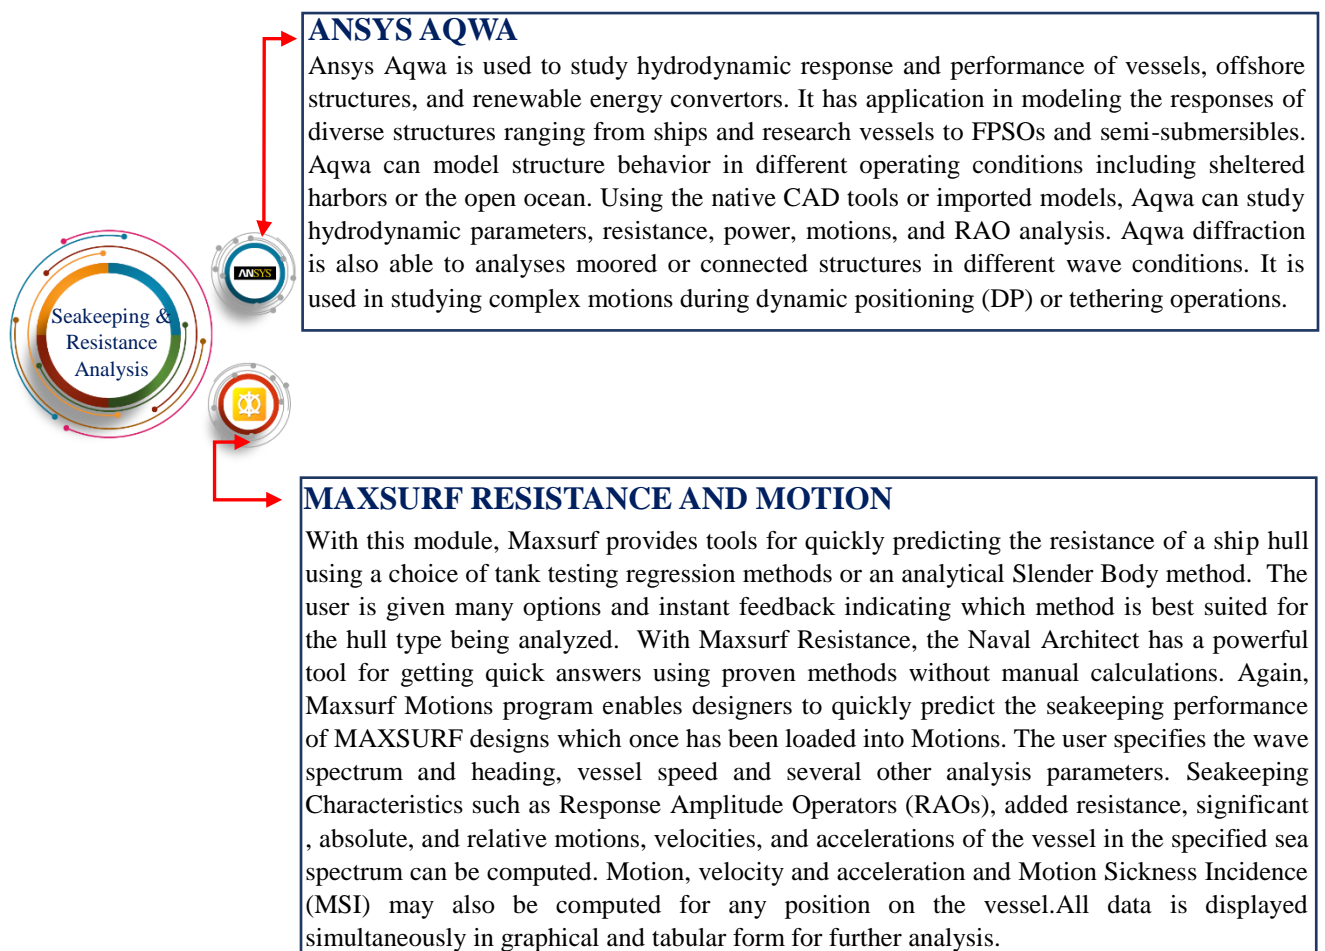 ANSYS AQWA
Ansys Aqwa is used to study hydrodynamic response and performance of vessels, offshore
structures, and renewable energy convertors. It has application in modeling the responses of
diverse structures ranging from ships and research vessels to FPSOs and semi-submersibles.
Aqwa can model structure behavior in different operating conditions including sheltered
harbors or the open ocean. Using the native CAD tools or imported models, Aqwa can study
hydrodynamic parameters, resistance, power, motions, and RAO analysis. Aqwa diffraction
is also able to analyses moored or connected structures in different wave conditions. It is
used in studying complex motions during dynamic positioning (DP) or tethering operations.
ANSYS
Seakeeping &
Resistance
Analysis
MAXSURF RESISTANCE AND MOTION
With this module, Maxsurf provides tools for quickly predicting the resistance of a ship hull
using a choice of tank testing regression methods or an analytical Slender Body method.  The
user is given many options and instant feedback indicating which method is best suited for
the hull type being analyzed.  With Maxsurf Resistance, the Naval Architect has a powerful
tool for getting quick answers using proven methods without manual calculations. Again,
Maxsurf Motions program enables designers to quickly predict the seakeeping performance
of MAXSURF designs which once has been loaded into Motions. The user specifies the wave
spectrum and heading, vessel speed and several other analysis parameters. Seakeeping
Characteristics such as Response Amplitude Operators (RAOs), added resistance, significant
, absolute, and relative motions, velocities, and accelerations of the vessel in the specified sea
spectrum can be computed. Motion, velocity and acceleration and Motion Sickness Incidence
(MSI) may also be computed for any position on the vessel.All data is displayed
simultaneously in graphical and tabular form for further analysis.